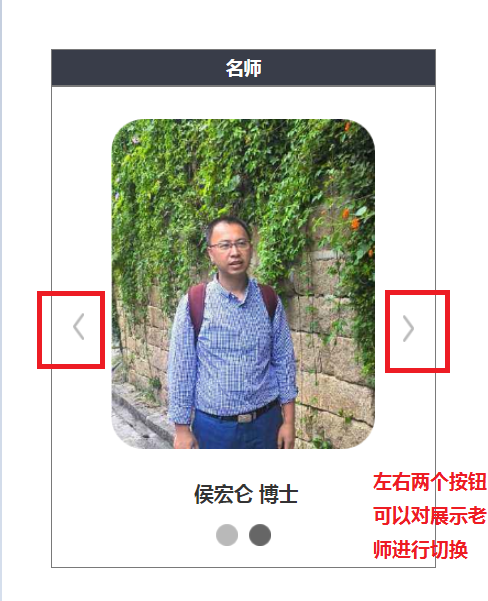 名师
侯宏仑 博士
左右两个按钮
可以对展示老
师进行切换